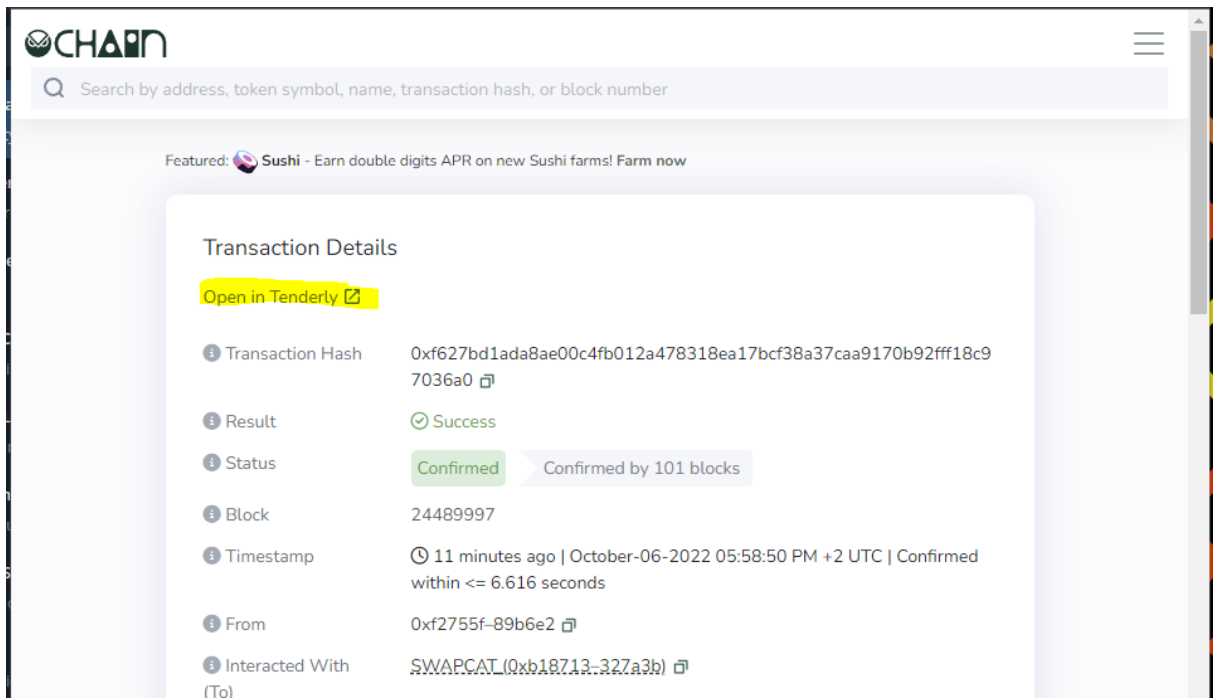 CHAIN
Search by address, token symbol, name, transaction hash, or block number
Featured: Sushi - Earn double digits APR on new Sushi farms! Farm now
Transaction Details
Open in Tenderly
Transaction Hash 0xf627bd1ada8ae00c4fb012a478318ea17bcf38a37caa9170b92fff18c9
7036a0
Result Success
Status Confirmed Confirmed by 101 blocks
Block 24489997
Timestamp 11 minutes ago | October-06-2022 05:58:50 PM +2 UTC | Confirmed
within <= 6.616 seconds
From 0xf2755f–89b6e2
Interacted With SWAPCAT (0xb18713–327a3b)
(To)